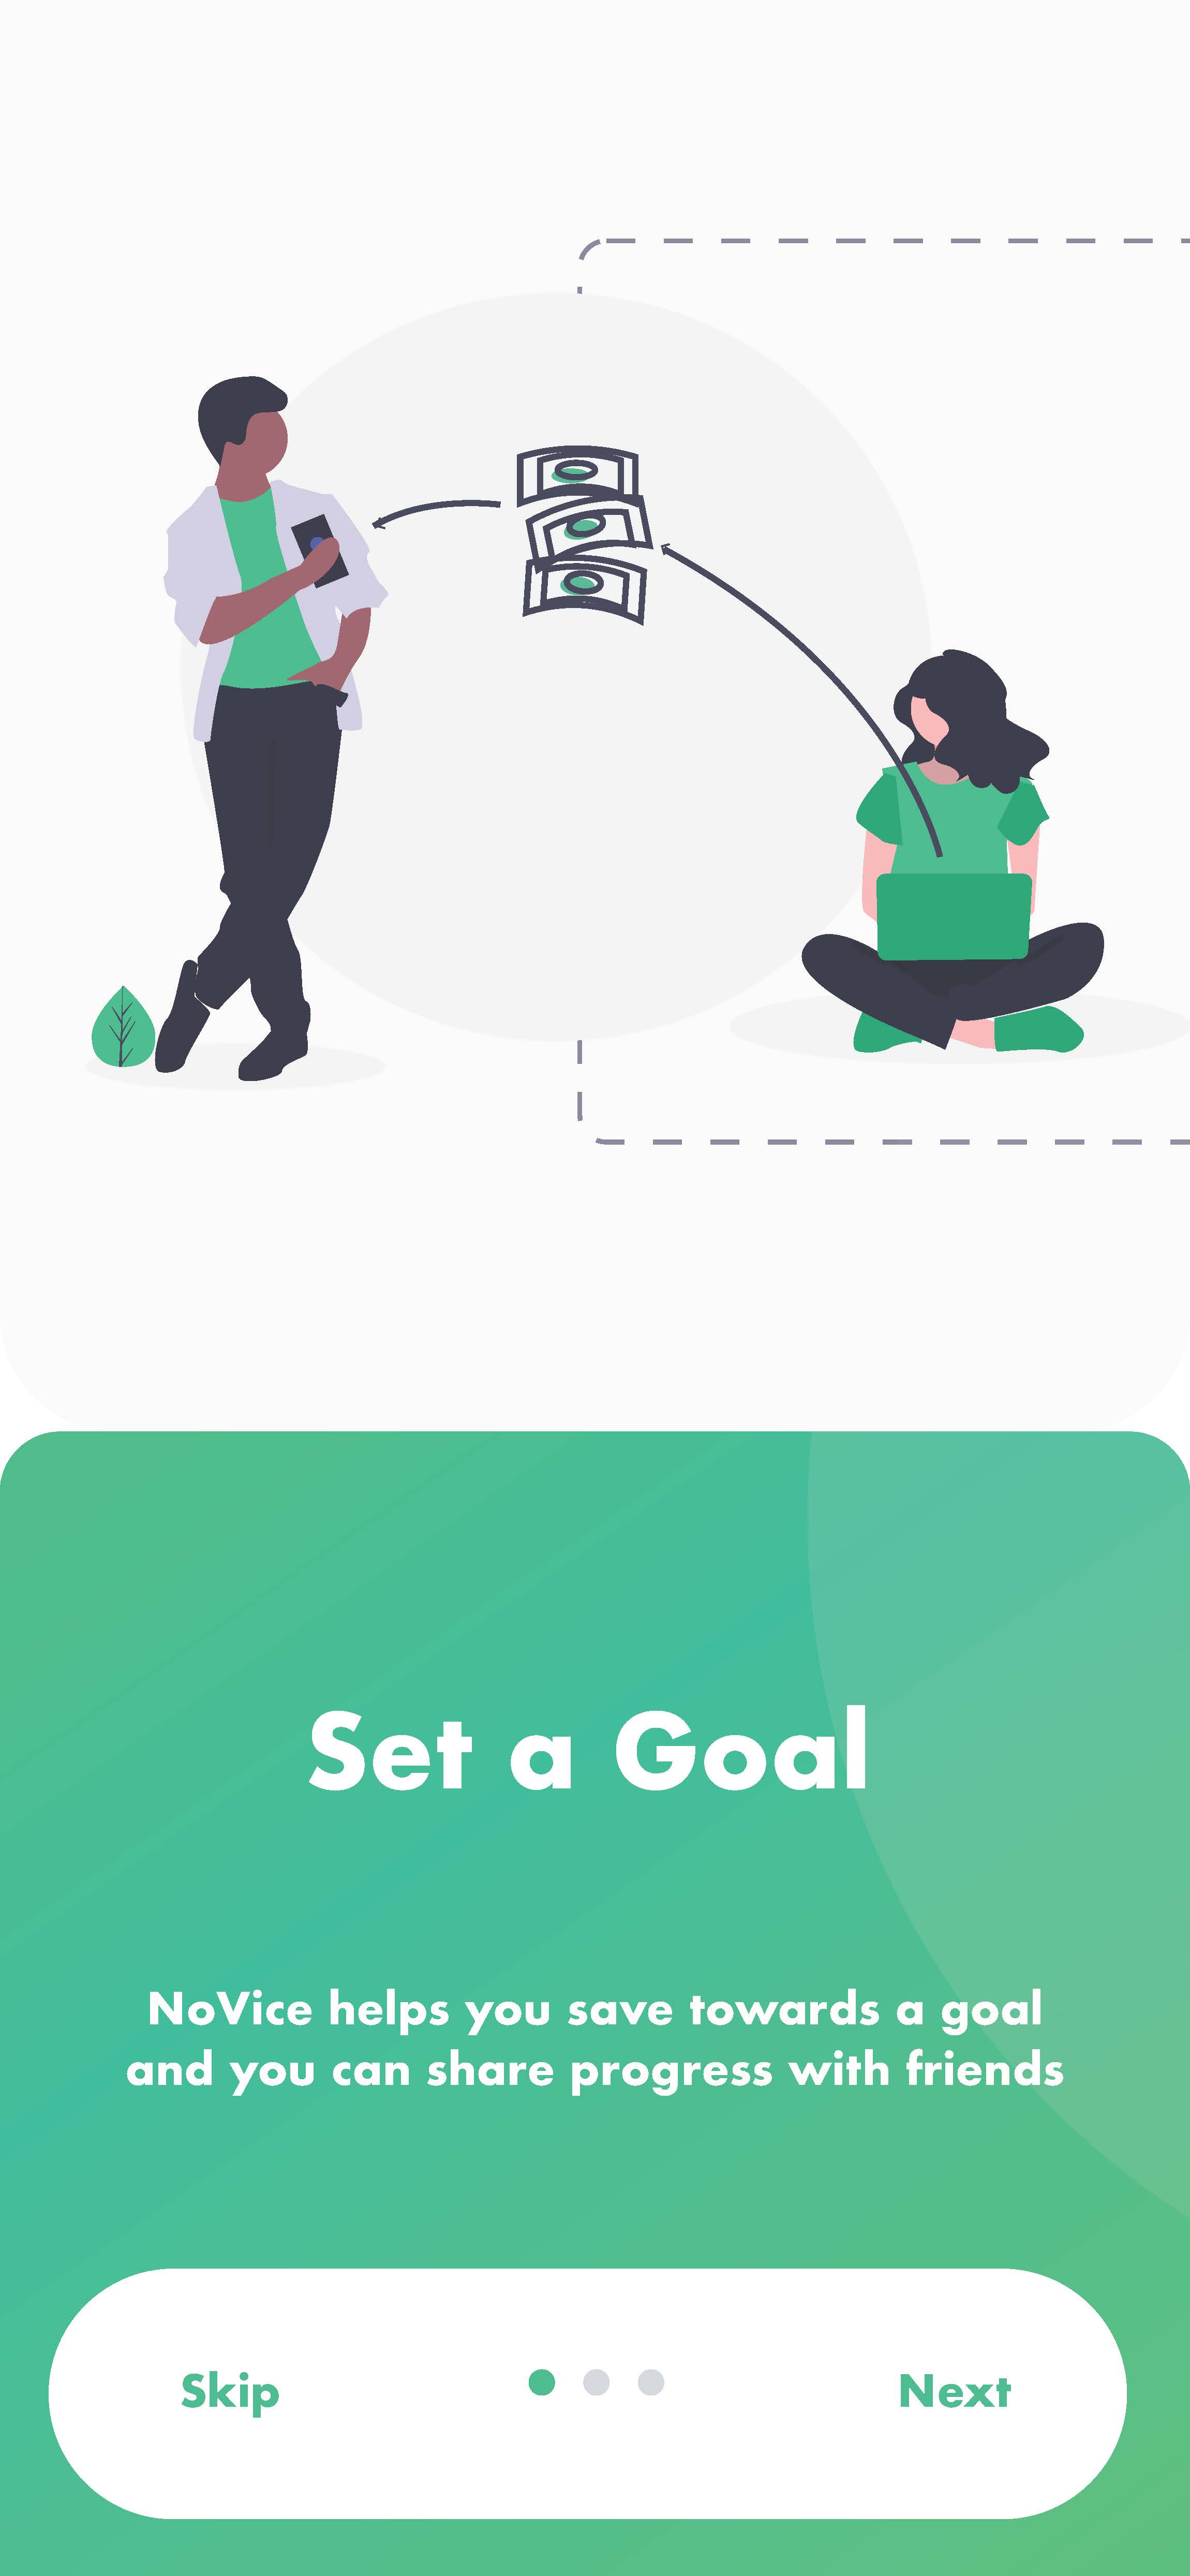 Set a Goal
NoVice helps you save towards a goal
and you can share progress with friends
Skip
Next